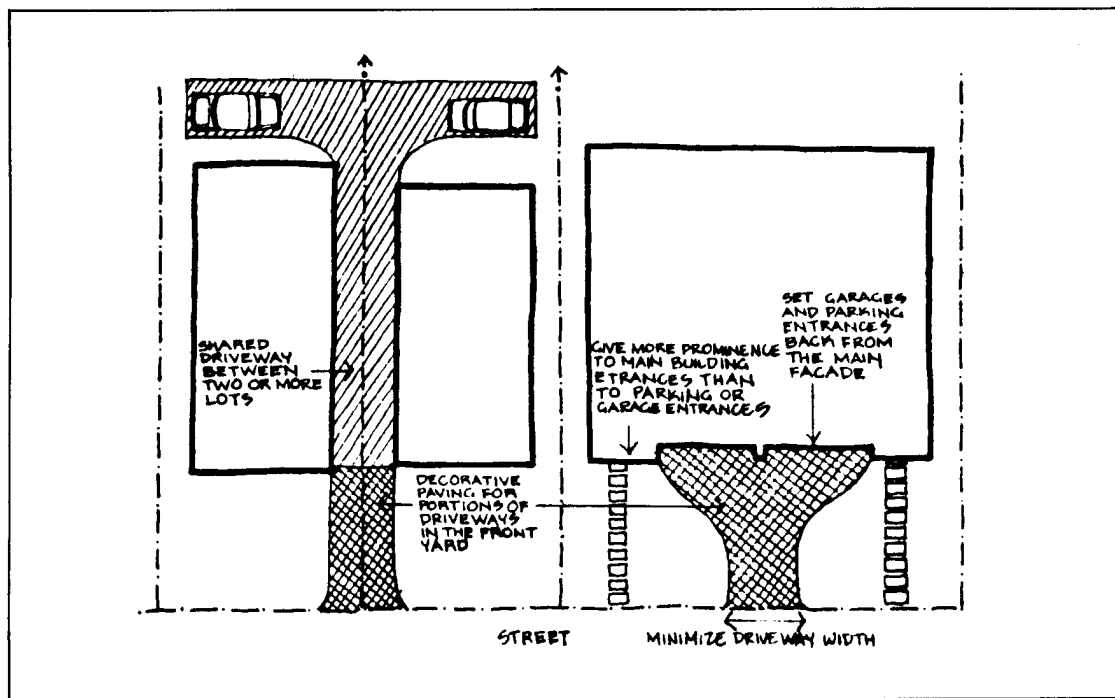 SHARED
DRIVEWAY
BETWEEN
TWO OR MORE
LOTS
DECORATIVE
PAVING FOR
PORTIONS OF
DRIVEWAYS
IN THE FRONT
YARD
GIVE MORE PROMINENCE
TO MAIN BUILDING
ETRANCES THAN
TO PARKING OR
GARAGE ENTRANCES
SET GARAGES
AND PARKING
ENTRANCES
BACK FROM
THE MAIN
FACADE
STREET
MINIMIZE DRIVEWAY WIDTH